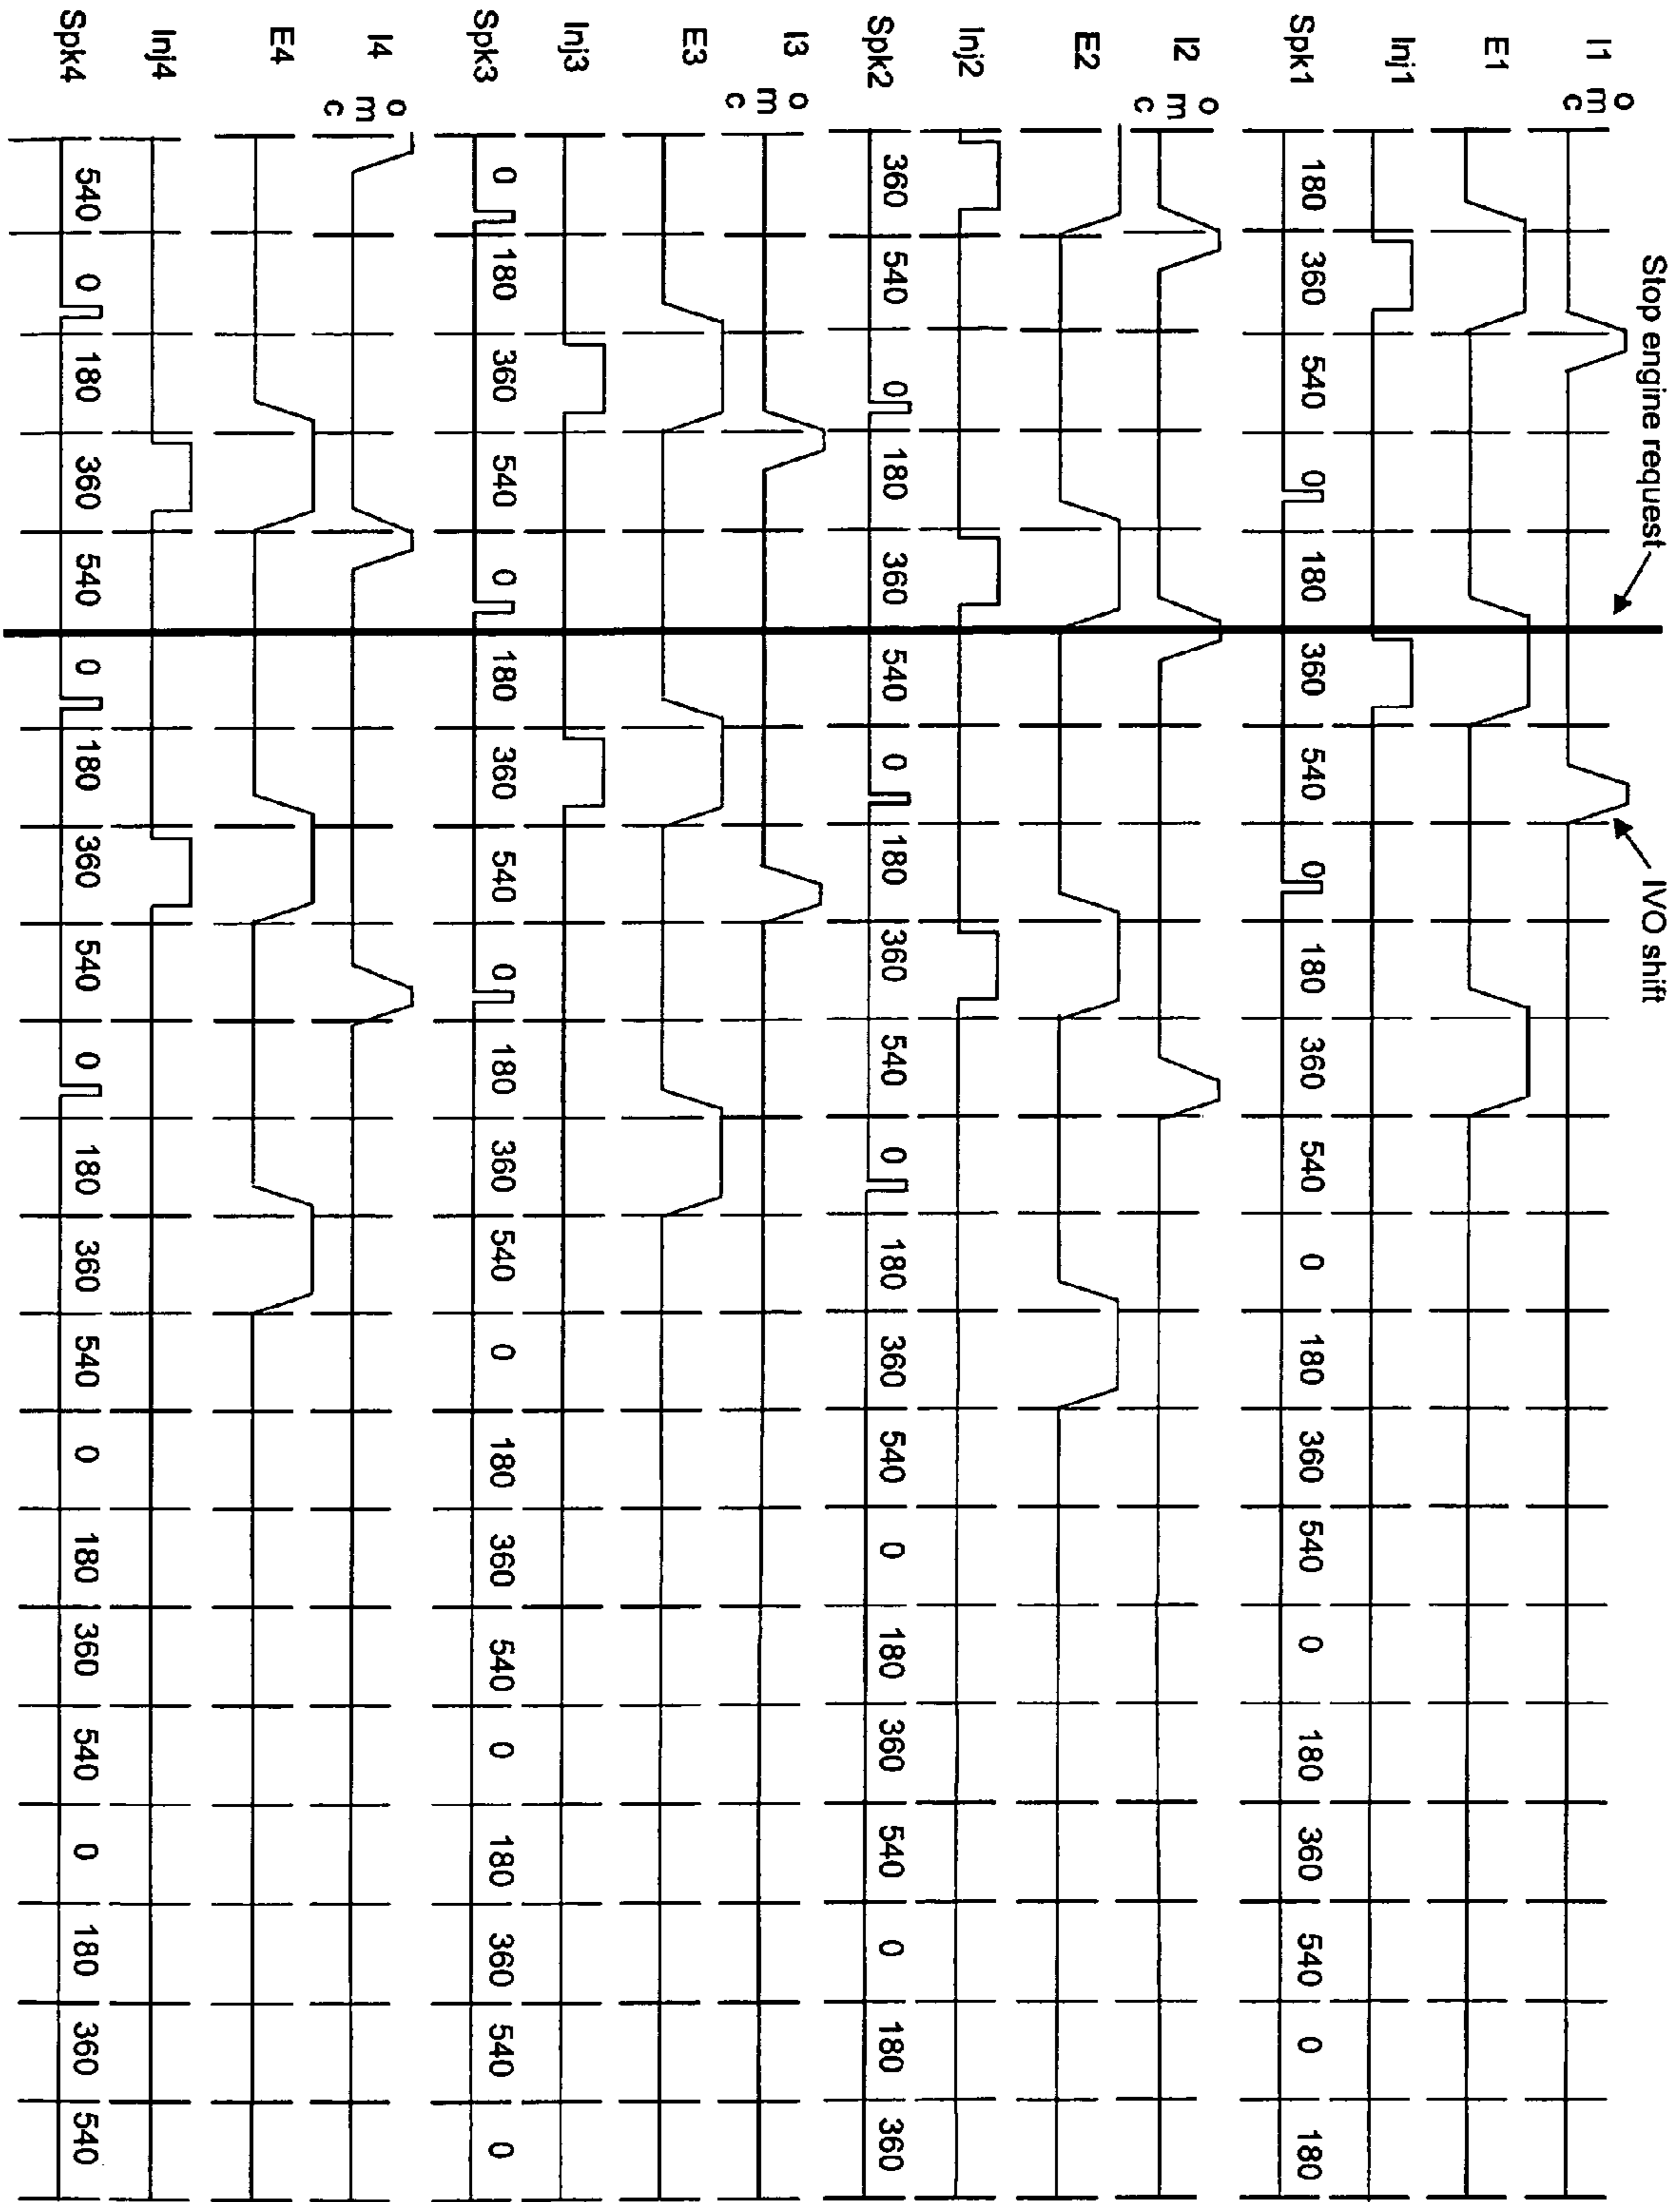 Stop engine request
IVO shift
o
I1 m
c
E1
Inj1
Spk1 180 360 540 0 180 360 540 0 180 360 540 0 180 360 540 0 180 360 540 0 180
o
I2 m
c
E2
Inj2
Spk2 360 540 0 180 360 540 0 180 360 540 0 180 360 540 0 180 360 540 0 180 360
o
I3 m
c
E3
Inj3
Spk3 0 180 360 540 0 180 360 540 0 180 360 540 0 180 360 540 0 180 360 540 0
o
I4 m
c
E4
Inj4
Spk4 540 0 180 360 540 0 180 360 540 0 180 360 540 0 180 360 540 0 180 360 540